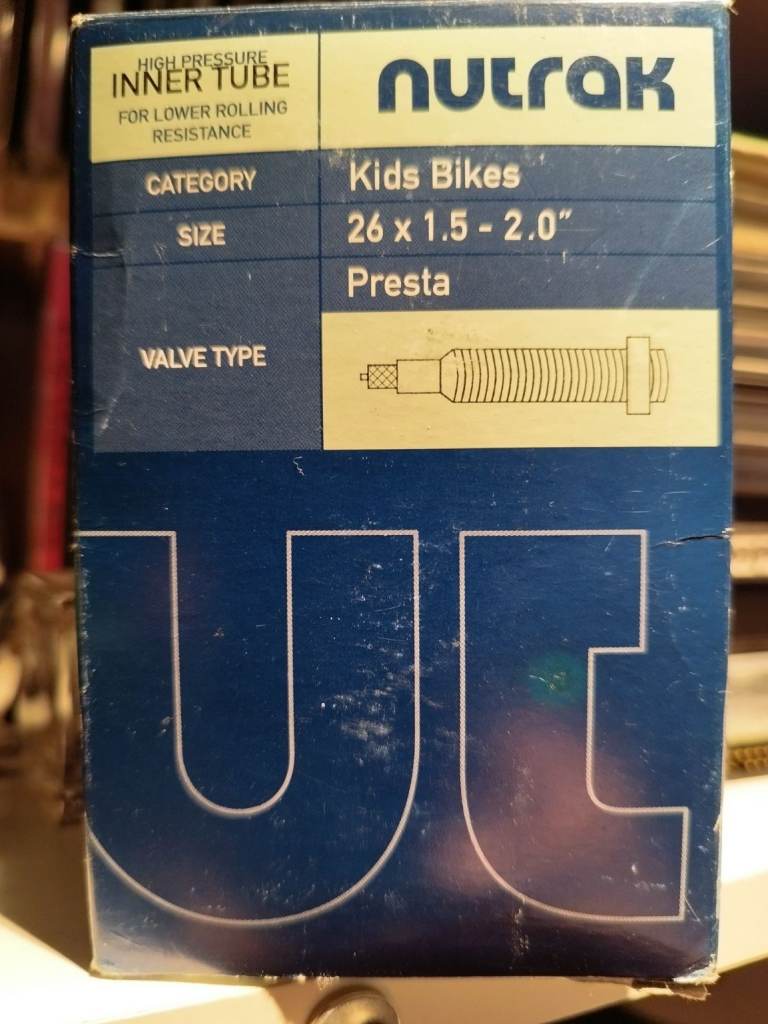 HIGH PRESSURE
INNER TUBE
FOR LOWER ROLLING
RESISTANCE
nutrak
CATEGORY
Kids Bikes
SIZE
26 x 1.5 - 2.0"
VALVE TYPE
Presta
ut